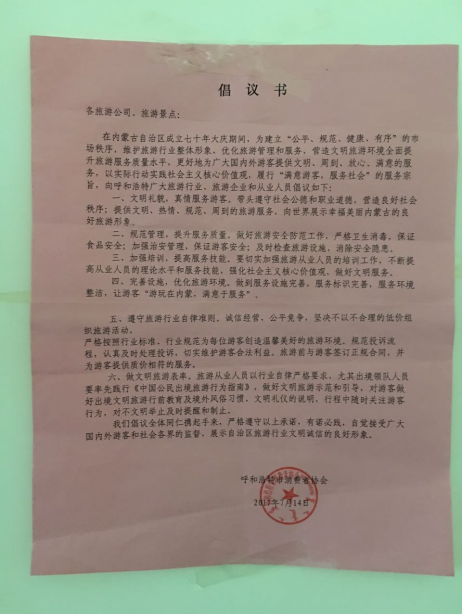 倡 议 书
各旅游公司、旅游景点：
在内蒙古自治区成立七十年大庆期间，为建立“公平、规范、健康、有序”的市
场秩序，维护旅游行业整体形象，优化旅游管理和服务，营造文明旅游环境全面提
升旅游服务质量水平，更好地为广大国内外游客提供文明、周到、放心、满意的服
务，以实际行动实践社会主义核心价值观，履行“满意游客、服务社会”的服务宗
旨，向呼和浩特广大旅游行业、旅游企业和从业人员倡议如下：
一、文明礼貌，真情服务，带头遵守社会公德和职业道德，营造良好社会
秩序；提供文明、热情、规范、周到的旅游服务，向世界展示幸福美丽内蒙古的良
好旅游形象。
二、规范管理，提升服务质量。做好旅游安全防范工作，严格卫生消毒，保证
食品安全；加强治安管理，保证游客安全；及时检查旅游设施，消除安全隐患。
三、加强培训，提高服务技能。要切实加强旅游从业人员的培训工作，不断提
高从业人员的理论水平和服务技能，强化社会主义核心价值观，做好文明服务。
四、完善设施，优化旅游环境。做到服务设施完善，服务标识完善，服务环境
整洁，让游客“游玩在内蒙，满意于服务”。
五、遵守旅游行业自律准则。诚信经营、公平竞争，坚决不以不合理的低价组
织旅游活动。
严格按照行业标准，行业规范为每位游客创造温馨美好的旅游环境。规范投诉流
程，认真及时处理投诉，切实维护游客合法利益。旅游前与游客签订正规合同，并
为游客提供质价相符的服务。
六、做文明旅游表率。旅游从业人员以行业自律严格要求，尤其出境领队人员
要率先践行《中国公民出境旅游行为指南》，做好文明旅游示范和引导，对游客做
好出境文明旅游行前教育及境外风俗习惯、文明礼仪的说明，行程中随时关注游客
行为，对不文明举止及时提醒和制止。
我们倡议全体同仁携起手来，严格遵守以上承诺，有诺必践，自觉接受广大
国内外游客和社会各界的监督，展示自治区旅游行业文明诚信的良好形象。
呼和浩特市消费者协会
2017年7月14日